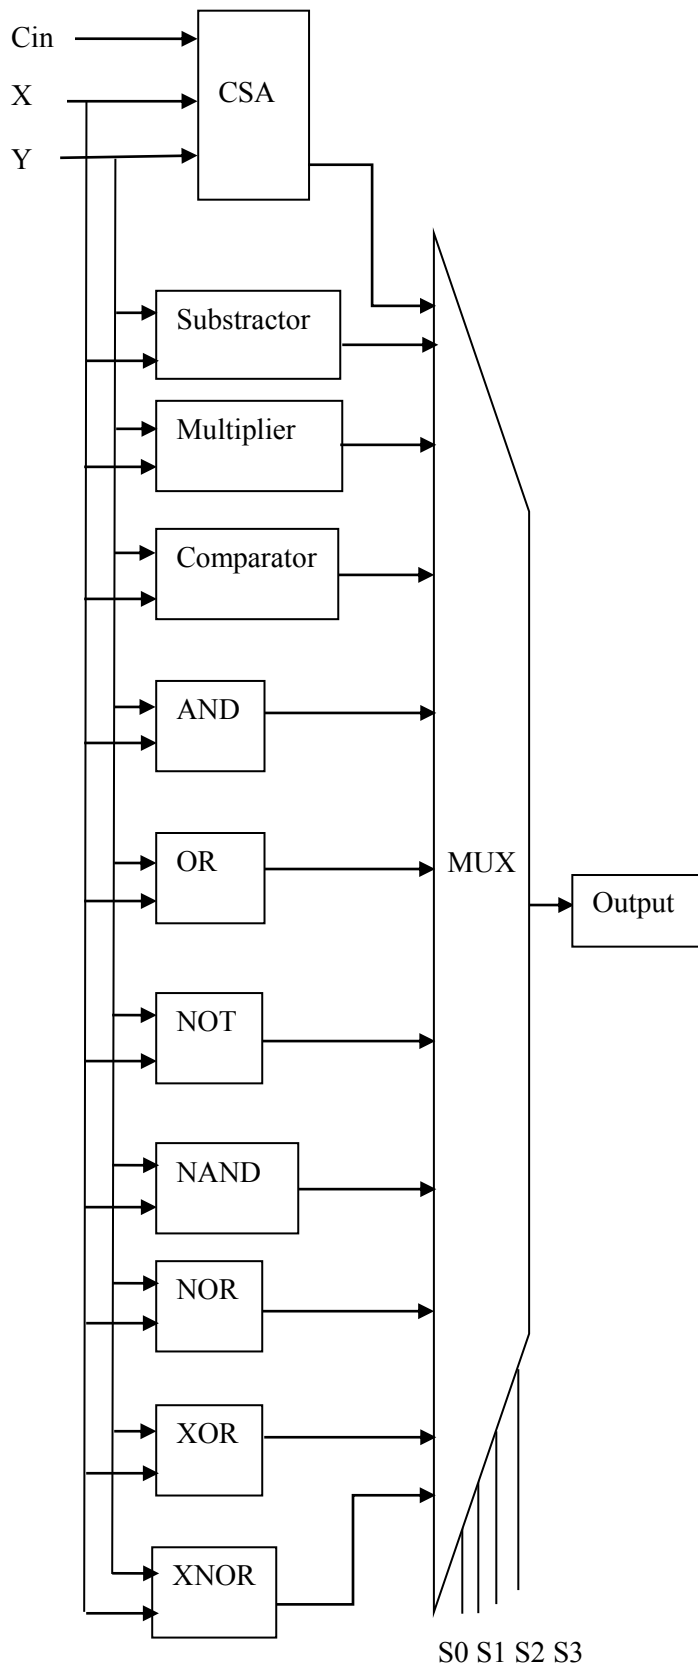 Cin
X
Y
CSA
Substractor
Multiplier
Comparator
AND
OR
MUX
Output
NOT
NAND
NOR
XOR
XNOR
S0 S1 S2 S3